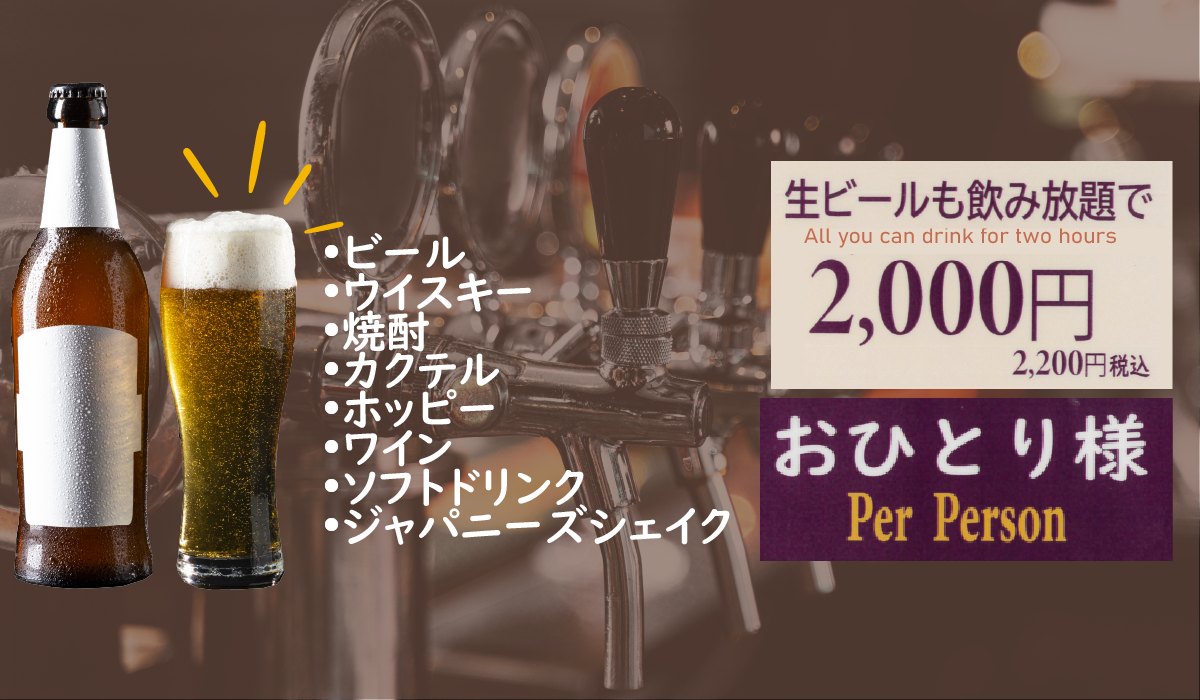 •ビール
•ウイスキー
•焼酎
•カクテル
•ホッピー
•ワイン
•ソフトドリンク
•ジャパニーズシェイク
生ビールも飲み放題で
All you can drink for two hours
2,000円
2,200円税込
おひとり様
Per Person